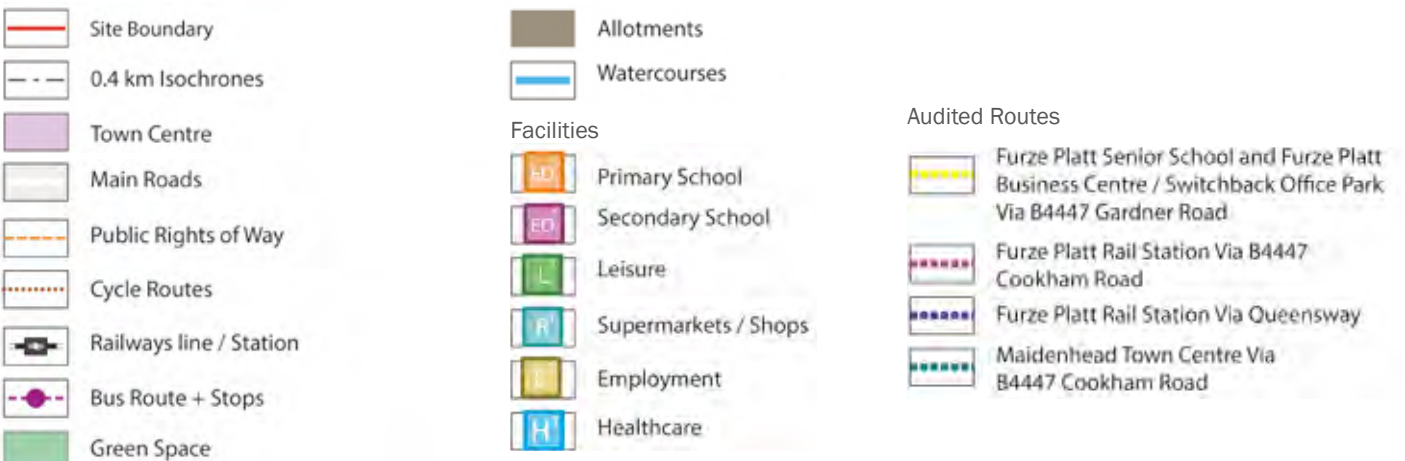 Site Boundary
0.4 km Isochrones
Town Centre
Main Roads
Public Rights of Way
Cycle Routes
Railways line / Station
Bus Route + Stops
Green Space
Allotments
Watercourses
Facilities
ED Primary School
ED Secondary School
L Leisure
R Supermarkets / Shops
E Employment
H Healthcare
Audited Routes
Furze Platt Senior School and Furze Platt
Business Centre / Switchback Office Park
Via B4447 Gardner Road
Furze Platt Rail Station Via B4447
Cookham Road
Furze Platt Rail Station Via Queensway
Maidenhead Town Centre Via
B4447 Cookham Road